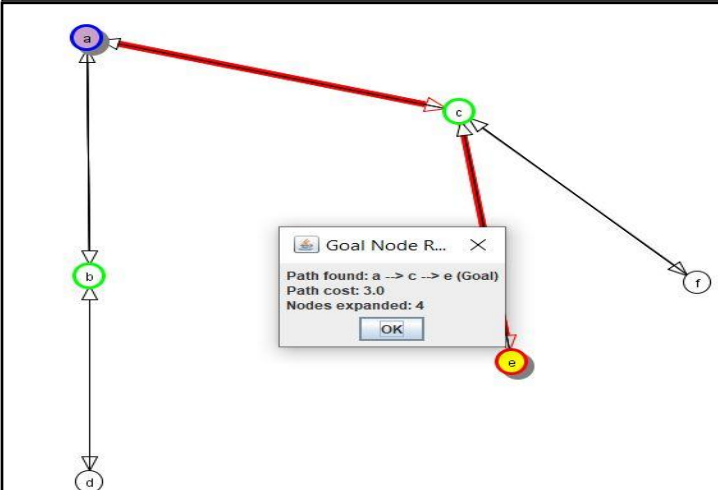 a
c
Goal Node R...
Path found: a --> c --> e (Goal)
b
f
Path cost: 3.0
Nodes expanded: 4
OK
e
d